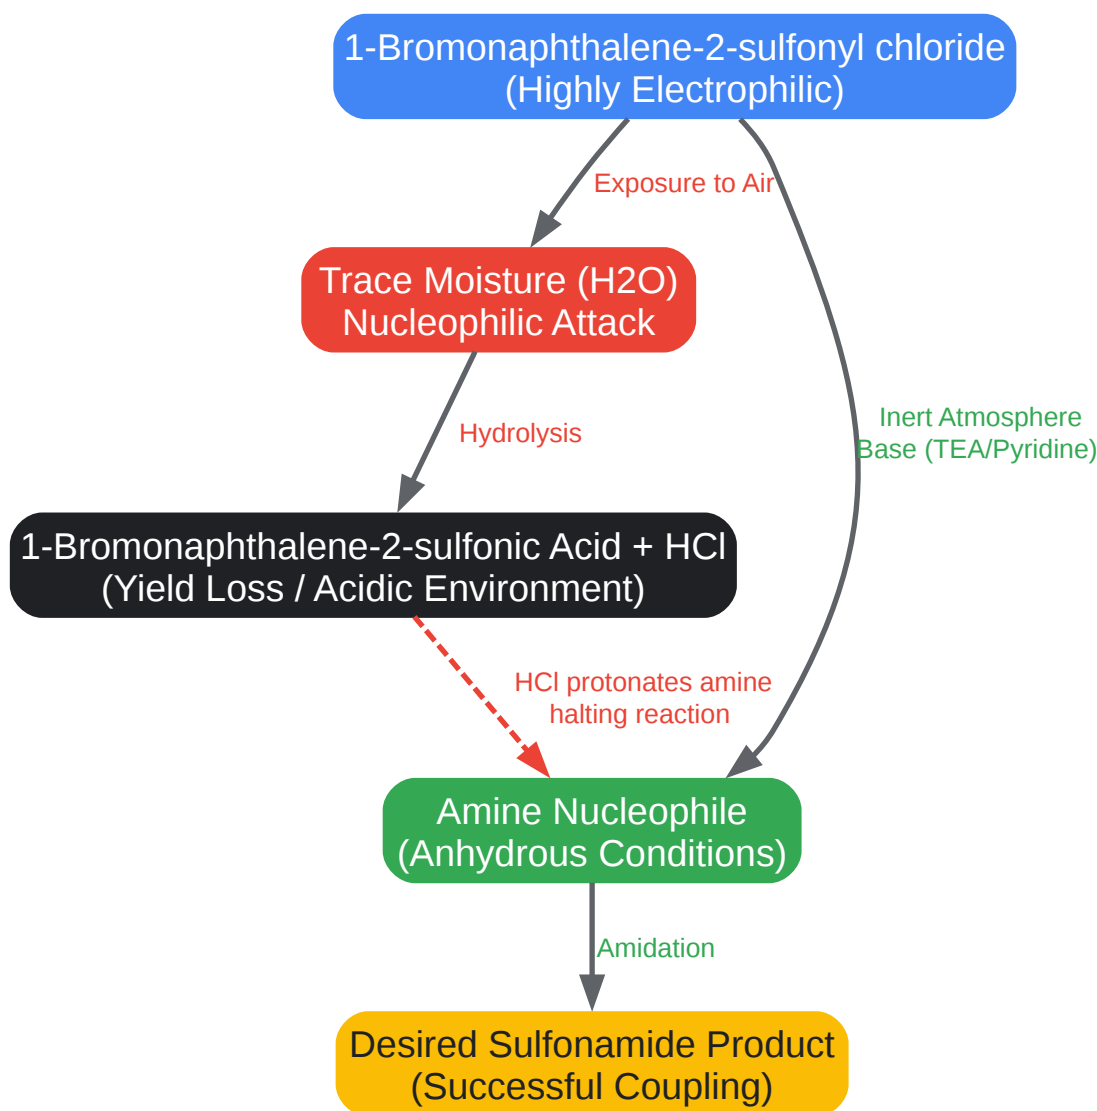 1-Bromonaphthalene-2-sulfonyl chloride
(Highly Electrophilic)
Exposure to Air
Trace Moisture (H2O)
Nucleophilic Attack
Inert Atmosphere
Base (TEA/Pyridine)
Hydrolysis
1-Bromonaphthalene-2-sulfonic Acid + HCl
(Yield Loss / Acidic Environment)
HCl protonates amine
halting reaction
Amine Nucleophile
(Anhydrous Conditions)
Amidation
Desired Sulfonamide Product
(Successful Coupling)